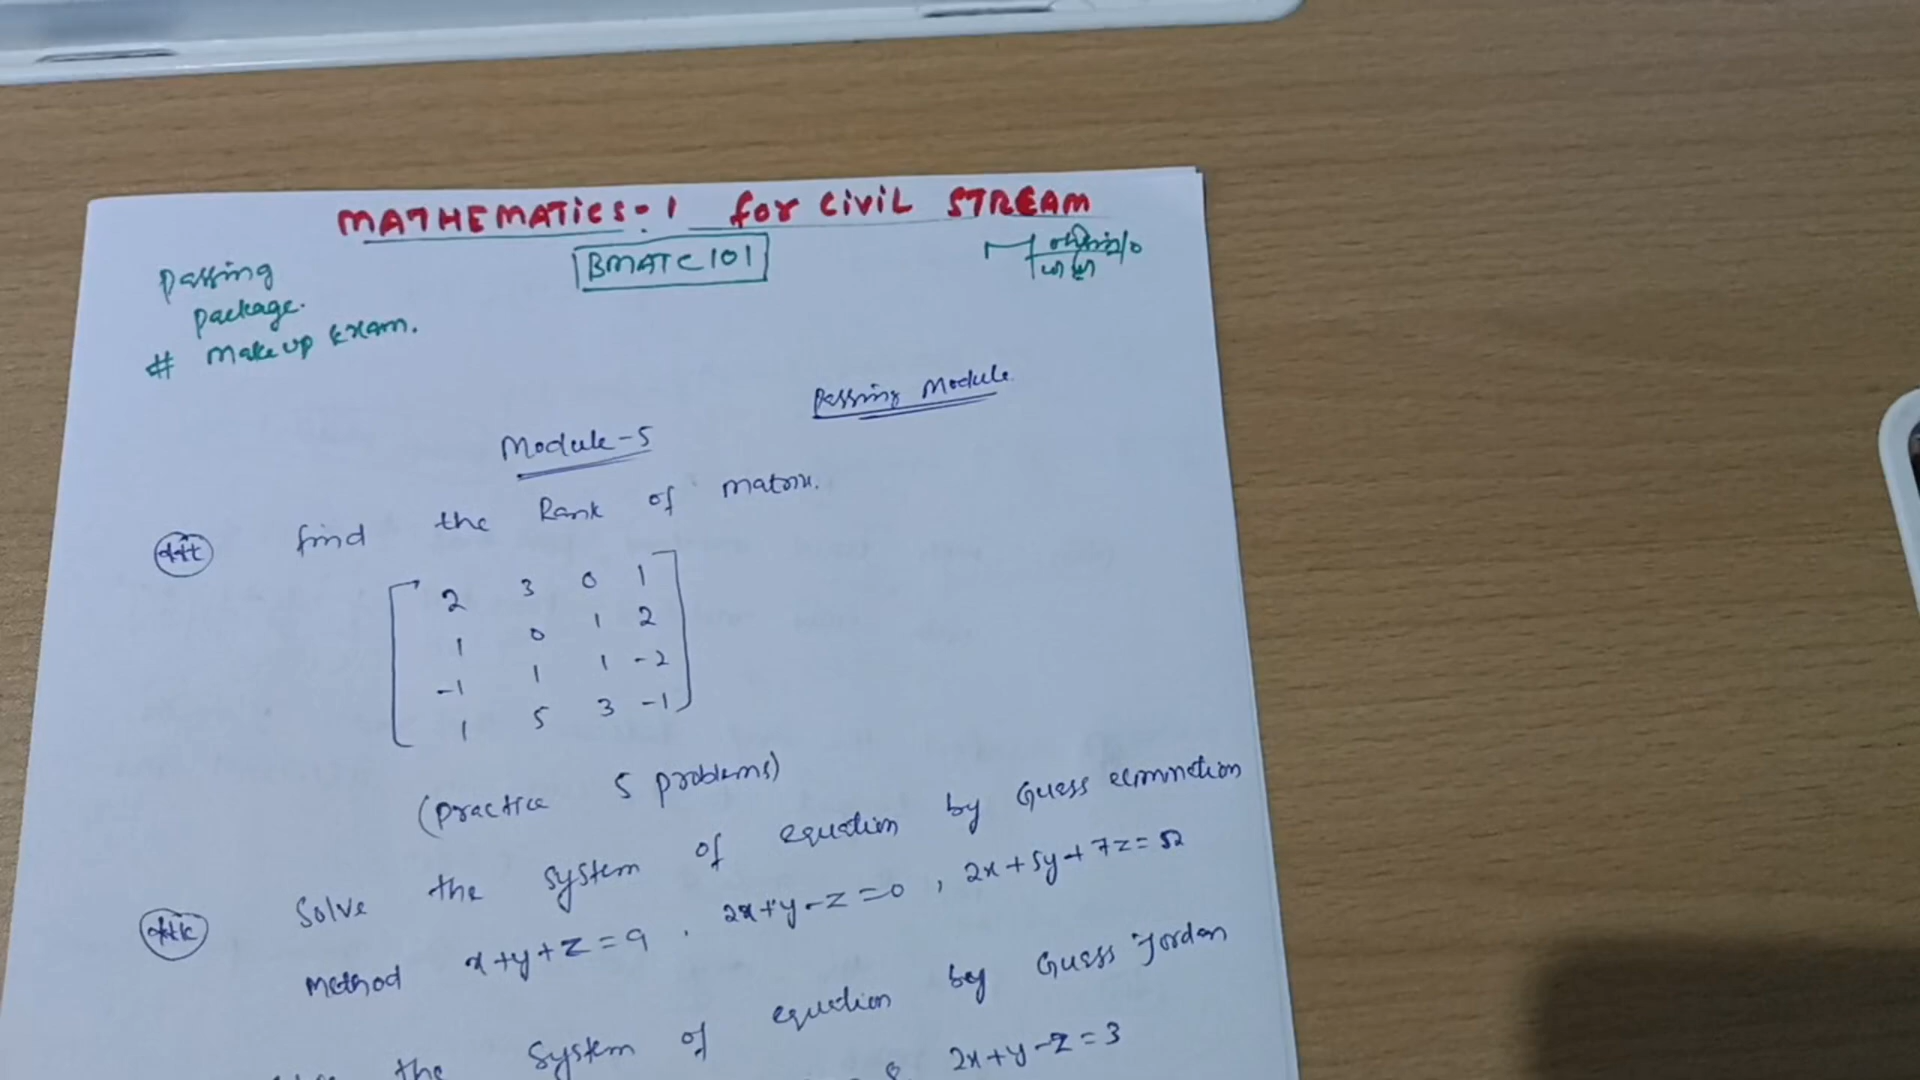 MATHEMATICS-1 for CIVIL STREAM
BMATC101
Passing
package.
# Makeup Exam.
Passing Module
Module-5
find the Rank of matrix.
2 3 0 1
1 0 1 2
-1 1 1 -2
1 5 3 -1
(practice 5 problems)
Solve the system of equation by Guess
method x+y+z=9, 2x+y-z=0, 2x+5y+7z=52
the system of equation by Guess Jordan
2x+y-z=3